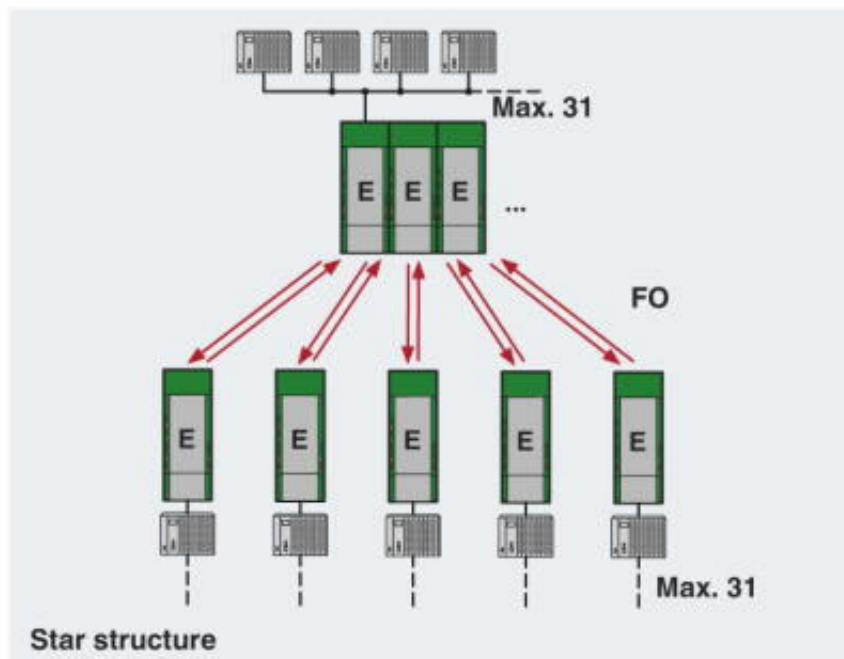 Max. 31
E E E ...
FO
E E E E E
Max. 31
Star structure